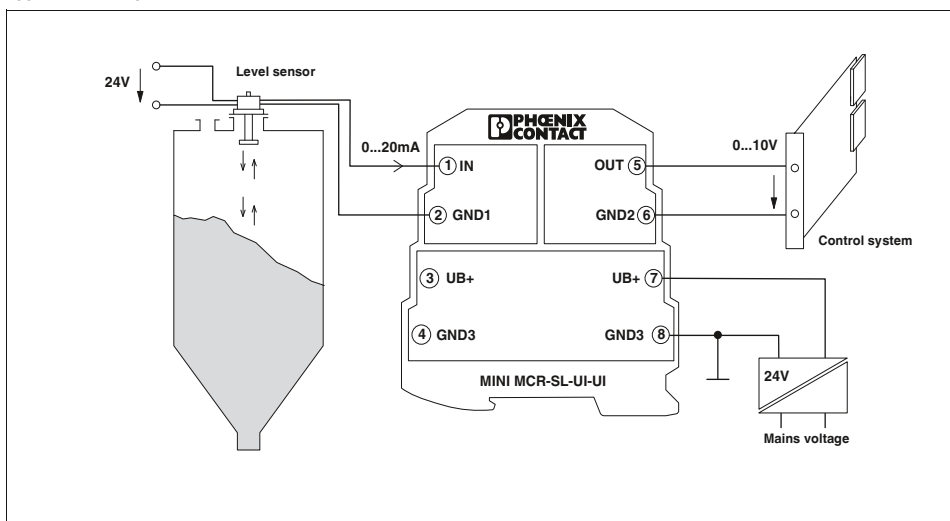 24V
Level sensor
0...20mA
PHŒNIX
CONTACT
1 IN
2 GND1
3 UB+
4 GND3
OUT 5
GND2 6
UB+ 7
GND3 8
MINI MCR-SL-UI-UI
0...10V
Control system
24V
Mains voltage